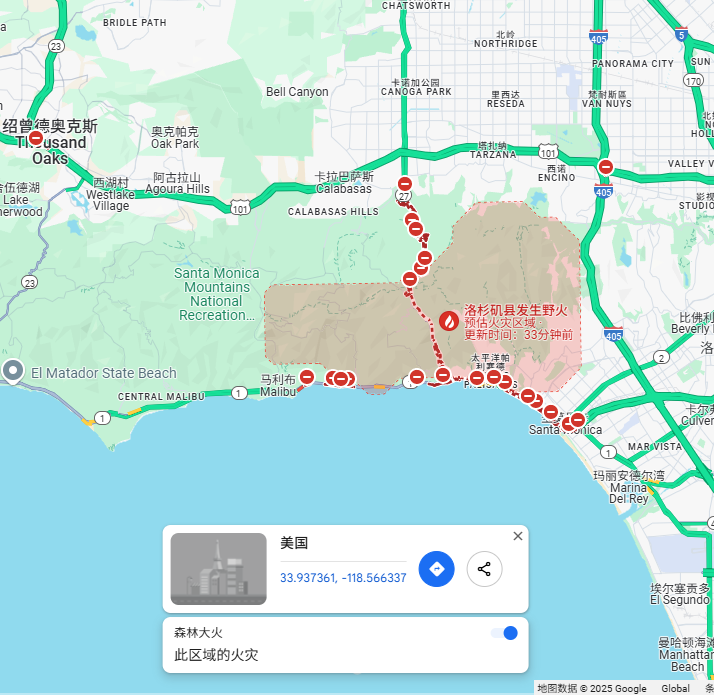 CHATSWORTH
BRIDLE PATH
23
北岭
NORTHRIDGE
405
5
PANORAMA CITY
SUN
170
Bell Canyon
卡诺加公园
CANOGA PARK
里西达
RESEDA
梵耐斯區
VAN NUYS
绍曾德奥克斯
Thousand
Oaks
奥克帕克
Oak Park
塔扎纳
TARZANA
101
HOLL
VALLEY V
西诺
ENCINO
405
卡拉巴萨斯
Calabasas
27
阿古拉山
Agoura Hills
西湖村
Westlake
Village
合伍德湖
Lake
herwood
101
CALABASAS HILLS
STUDIO
23
Santa Monica
Mountains
National
Recreation...
洛杉矶县发生野火
预估火灾区域
更新时间：33分钟前
比佛利
Beverly
405
洛
2
太平洋帕
利塞德
El Matador State Beach
马利布
Malibu
1
1
CENTRAL MALIBU
1
卡尔弗
Culver
Santa Monica
MAR VISTA
1
玛丽安德尔湾
Marina
Del Rey
美国
33.937361, -118.566337
森林大火
此区域的火灾
埃尔塞贡多
El Segundo
曼哈顿海滩
Manhattan
Beach
地图数据 © 2025 Google
Global
条